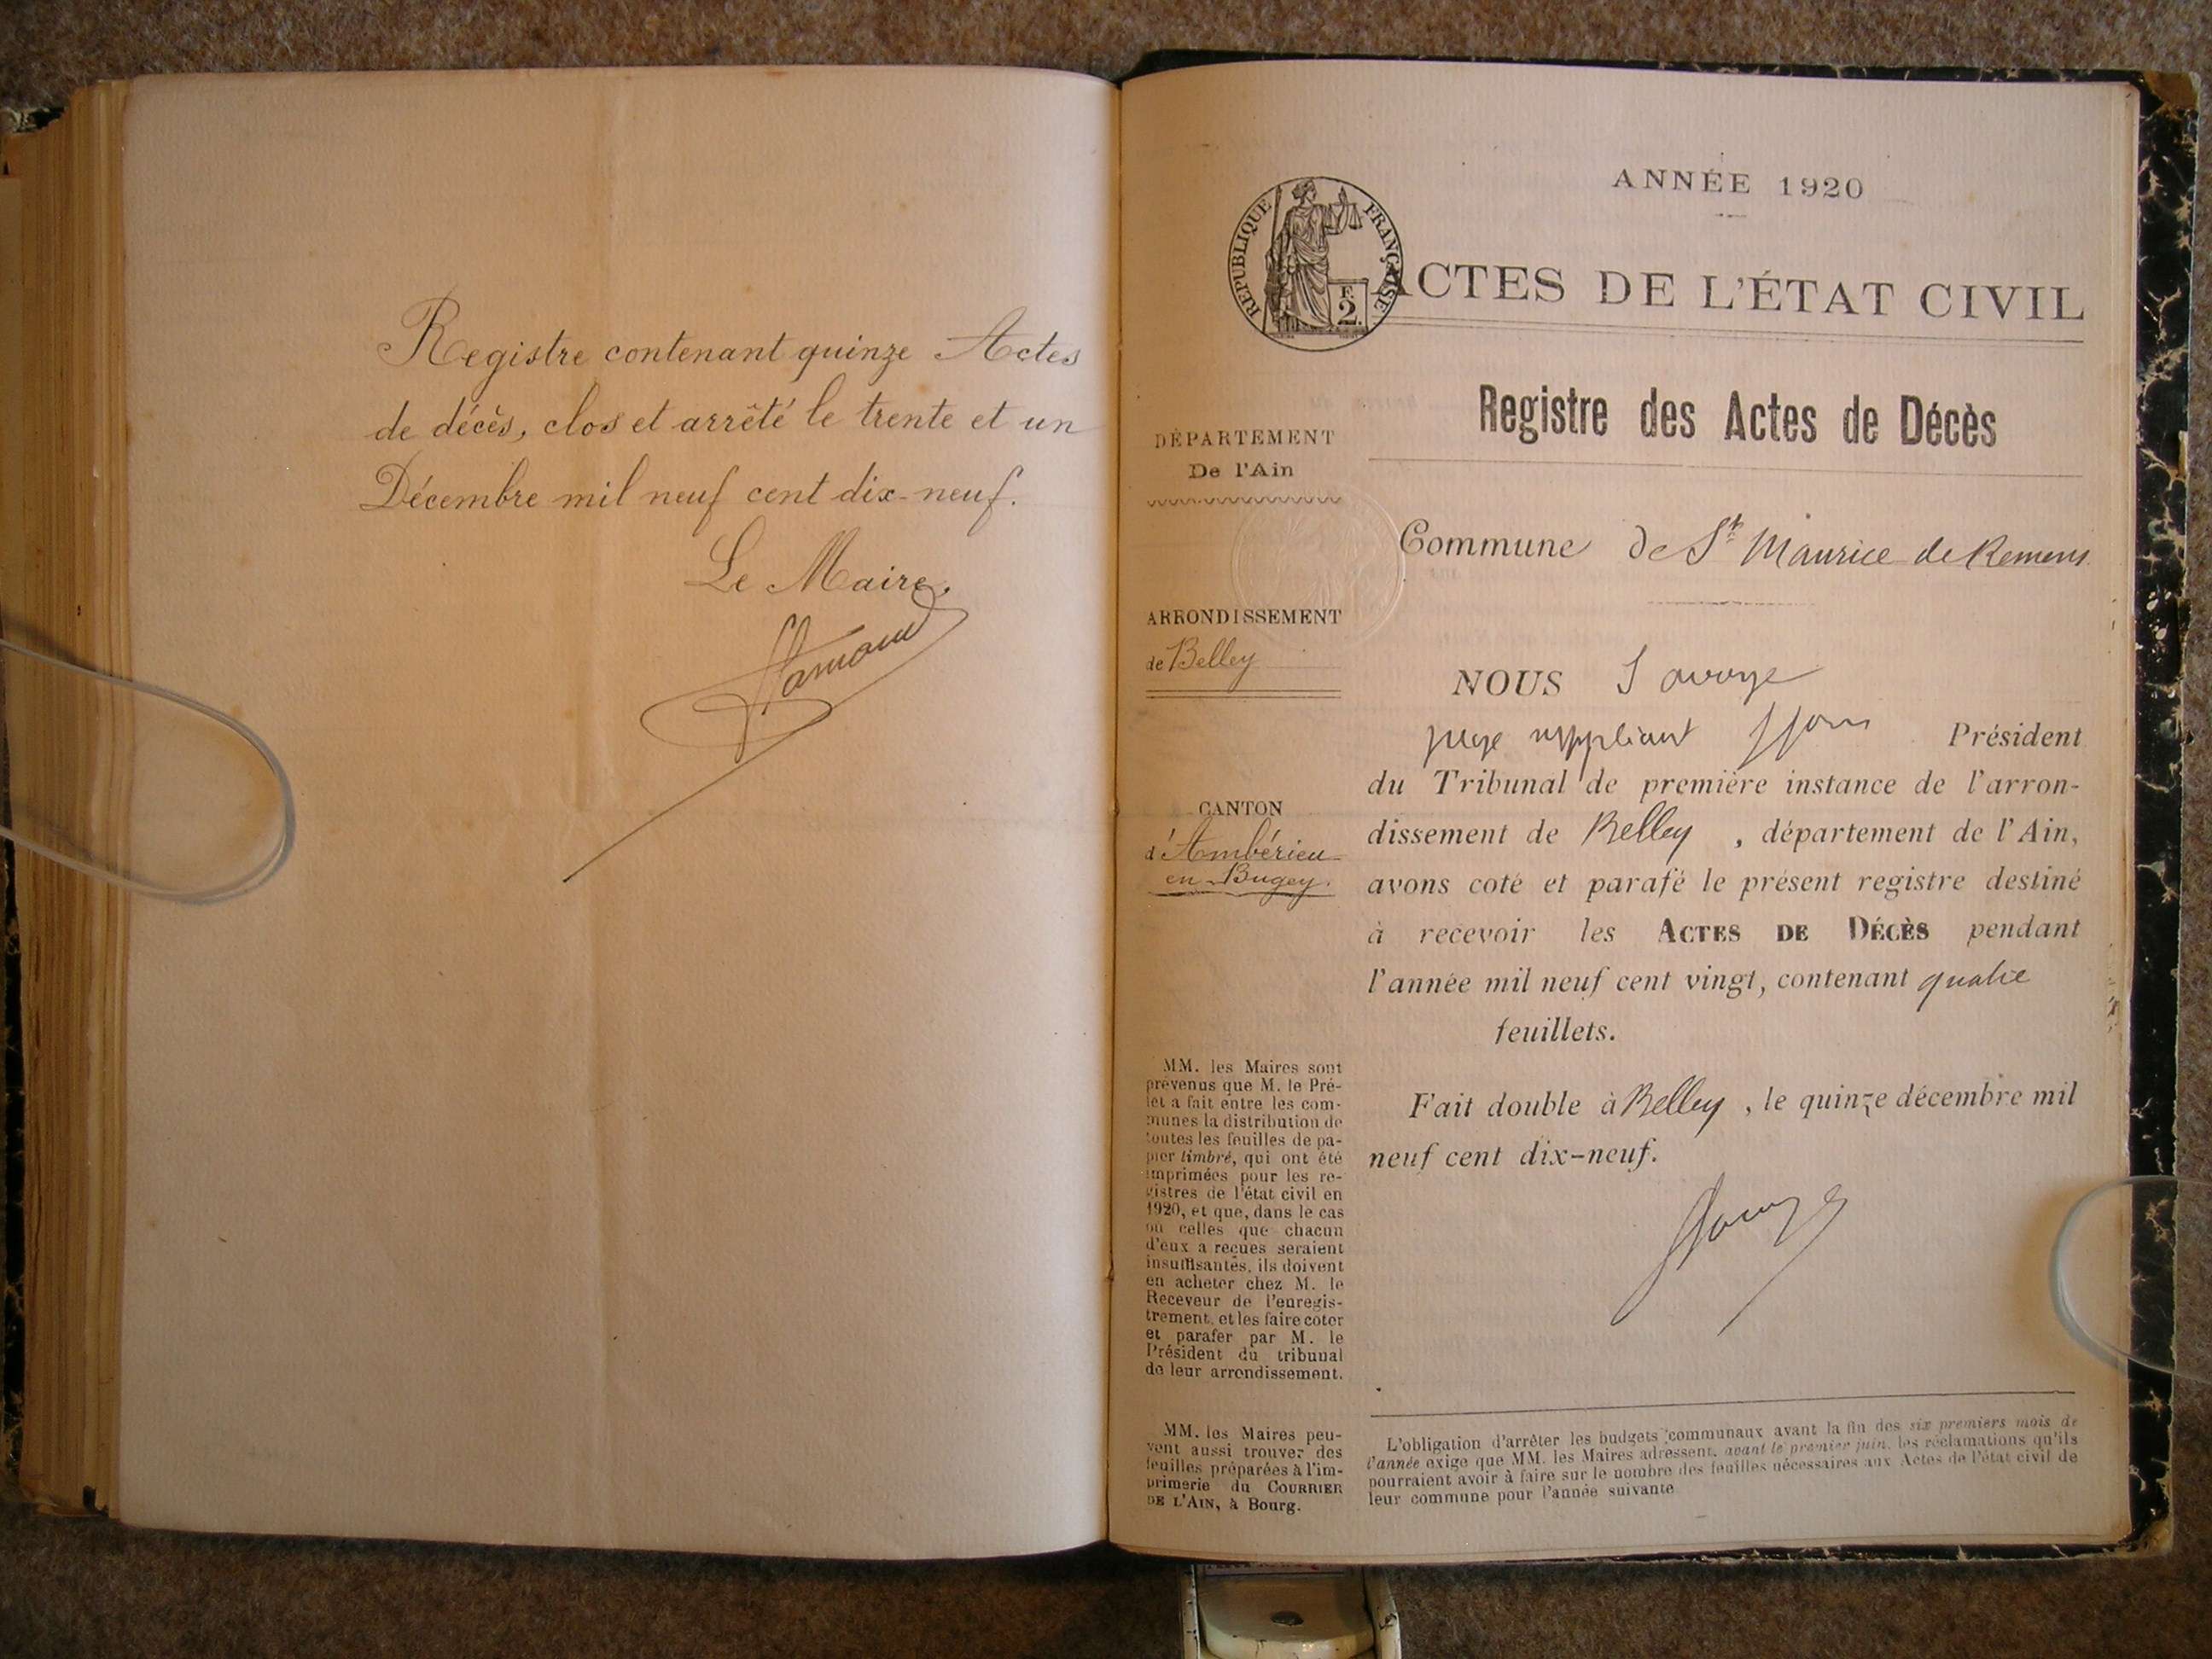 Registre contenant quinze Actes
de décès, clos et arrêté le trente et un
Décembre mil neuf cent dix-neuf.
Le Maire,
ANNÉE 1920
REPUBLIQUE FRANÇAISE
F. 2.
ACTES DE L'ÉTAT CIVIL
Registre des Actes de Décès
DÉPARTEMENT
De l'Ain
ARRONDISSEMENT
de Belley
CANTON
d'Ambérieu
en Bugey.
MM. les Maires sont
prévenus que M. le Pré-
fet a fait entre les com-
munes la distribution de
toutes les feuilles de pa-
pier timbré, qui ont été
imprimées pour les re-
gistres de l'état civil en
1920, et que, dans le cas
où celles que chacun
d'eux a reçues seraient
insuffisantes, ils doivent
en acheter chez M. le
Receveur de l'enregis-
trement, et les faire coter
et parafer par M. le
Président du tribunal
de leur arrondissement.
MM. les Maires peu-
vent aussi trouver des
feuilles préparées à l'im-
primerie du COURRIER
DE L'AIN, à Bourg.
Commune de St Maurice de Remens
NOUS Savoye
juge suppléant Président
du Tribunal de première instance de l'arron-
dissement de Belley, département de l'Ain,
avons coté et parafé le présent registre destiné
à recevoir les ACTES DE DÉCÈS pendant
l'année mil neuf cent vingt, contenant quatre
feuillets.
Fait double à Belley, le quinze décembre mil
neuf cent dix-neuf.
L'obligation d'arrêter les budgets communaux avant la fin des six premiers mois de
l'année exige que MM. les Maires adressent, avant le premier juin, les réclamations qu'ils
pourraient avoir à faire sur le nombre des feuilles nécessaires aux Actes de l'état civil de
leur commune pour l'année suivante